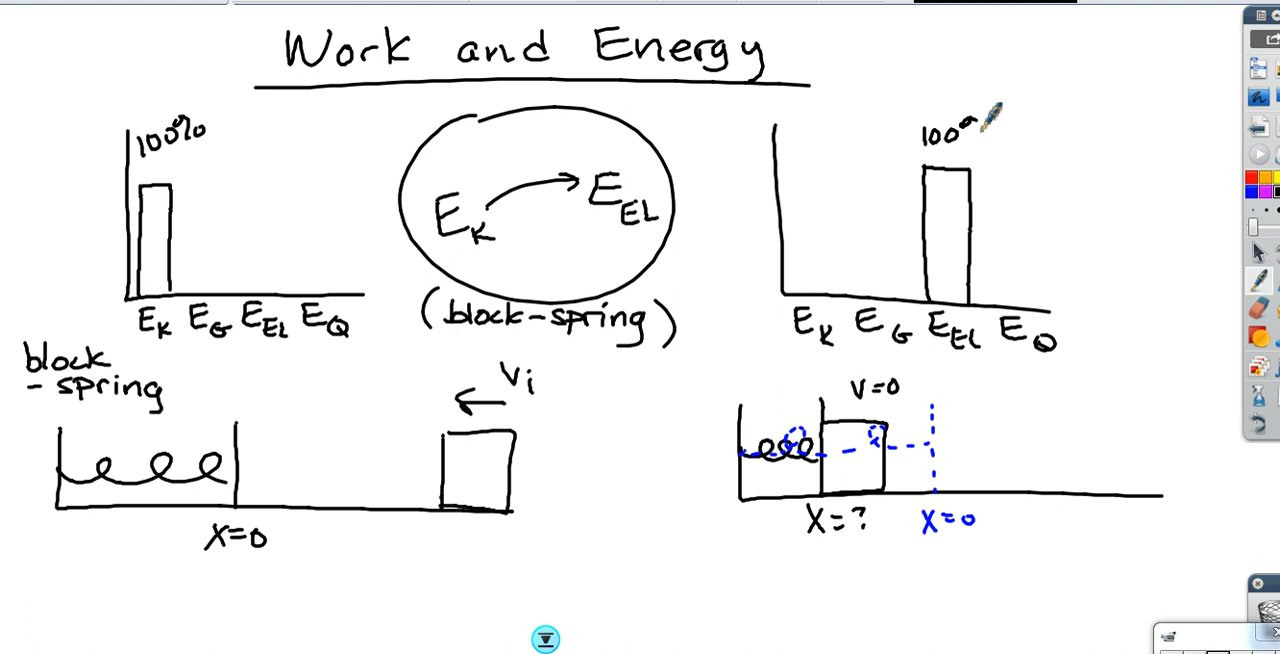 Work and Energy
100%
E_K E_G E_EL E_Q
E_K E_EL
(block-spring)
100
E_K E_G E_EL E_Q
block
- spring
Vi
X=0
V=0
X=?
X=0